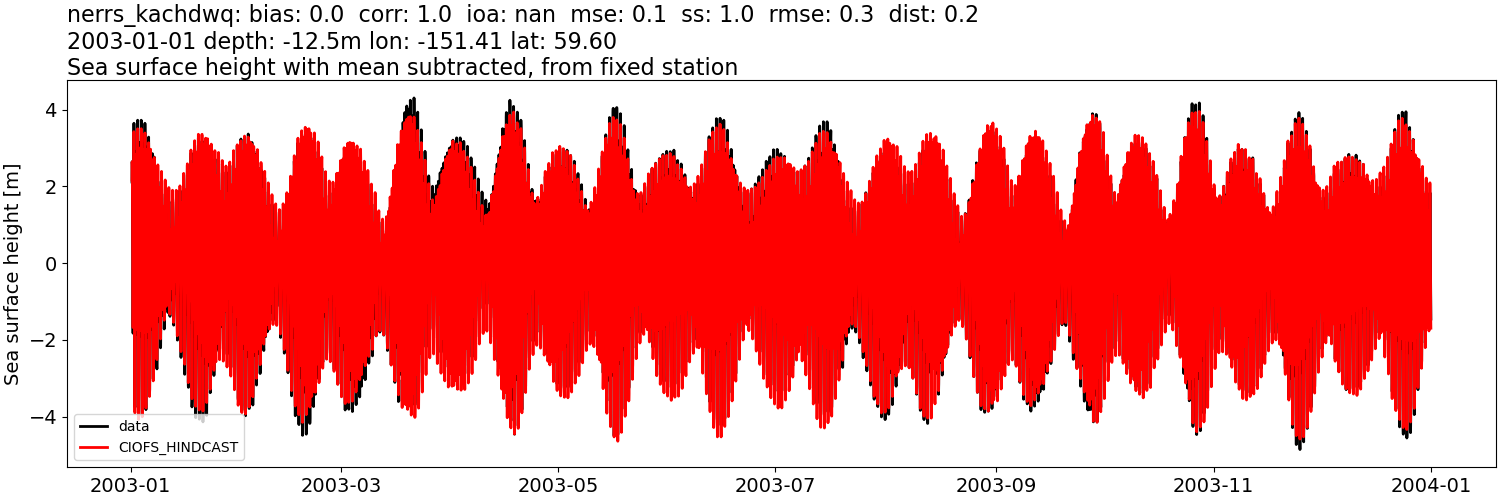 nerrs_kachdwq: bias: 0.0  corr: 1.0  ioa: nan  mse: 0.1  ss: 1.0  rmse: 0.3  dist: 0.2
2003-01-01 depth: -12.5m lon: -151.41 lat: 59.60
Sea surface height with mean subtracted, from fixed station
Sea surface height [m]
4
2
0
−2
−4
data
CIOFS_HINDCAST
2003-01
2003-03
2003-05
2003-07
2003-09
2003-11
2004-01